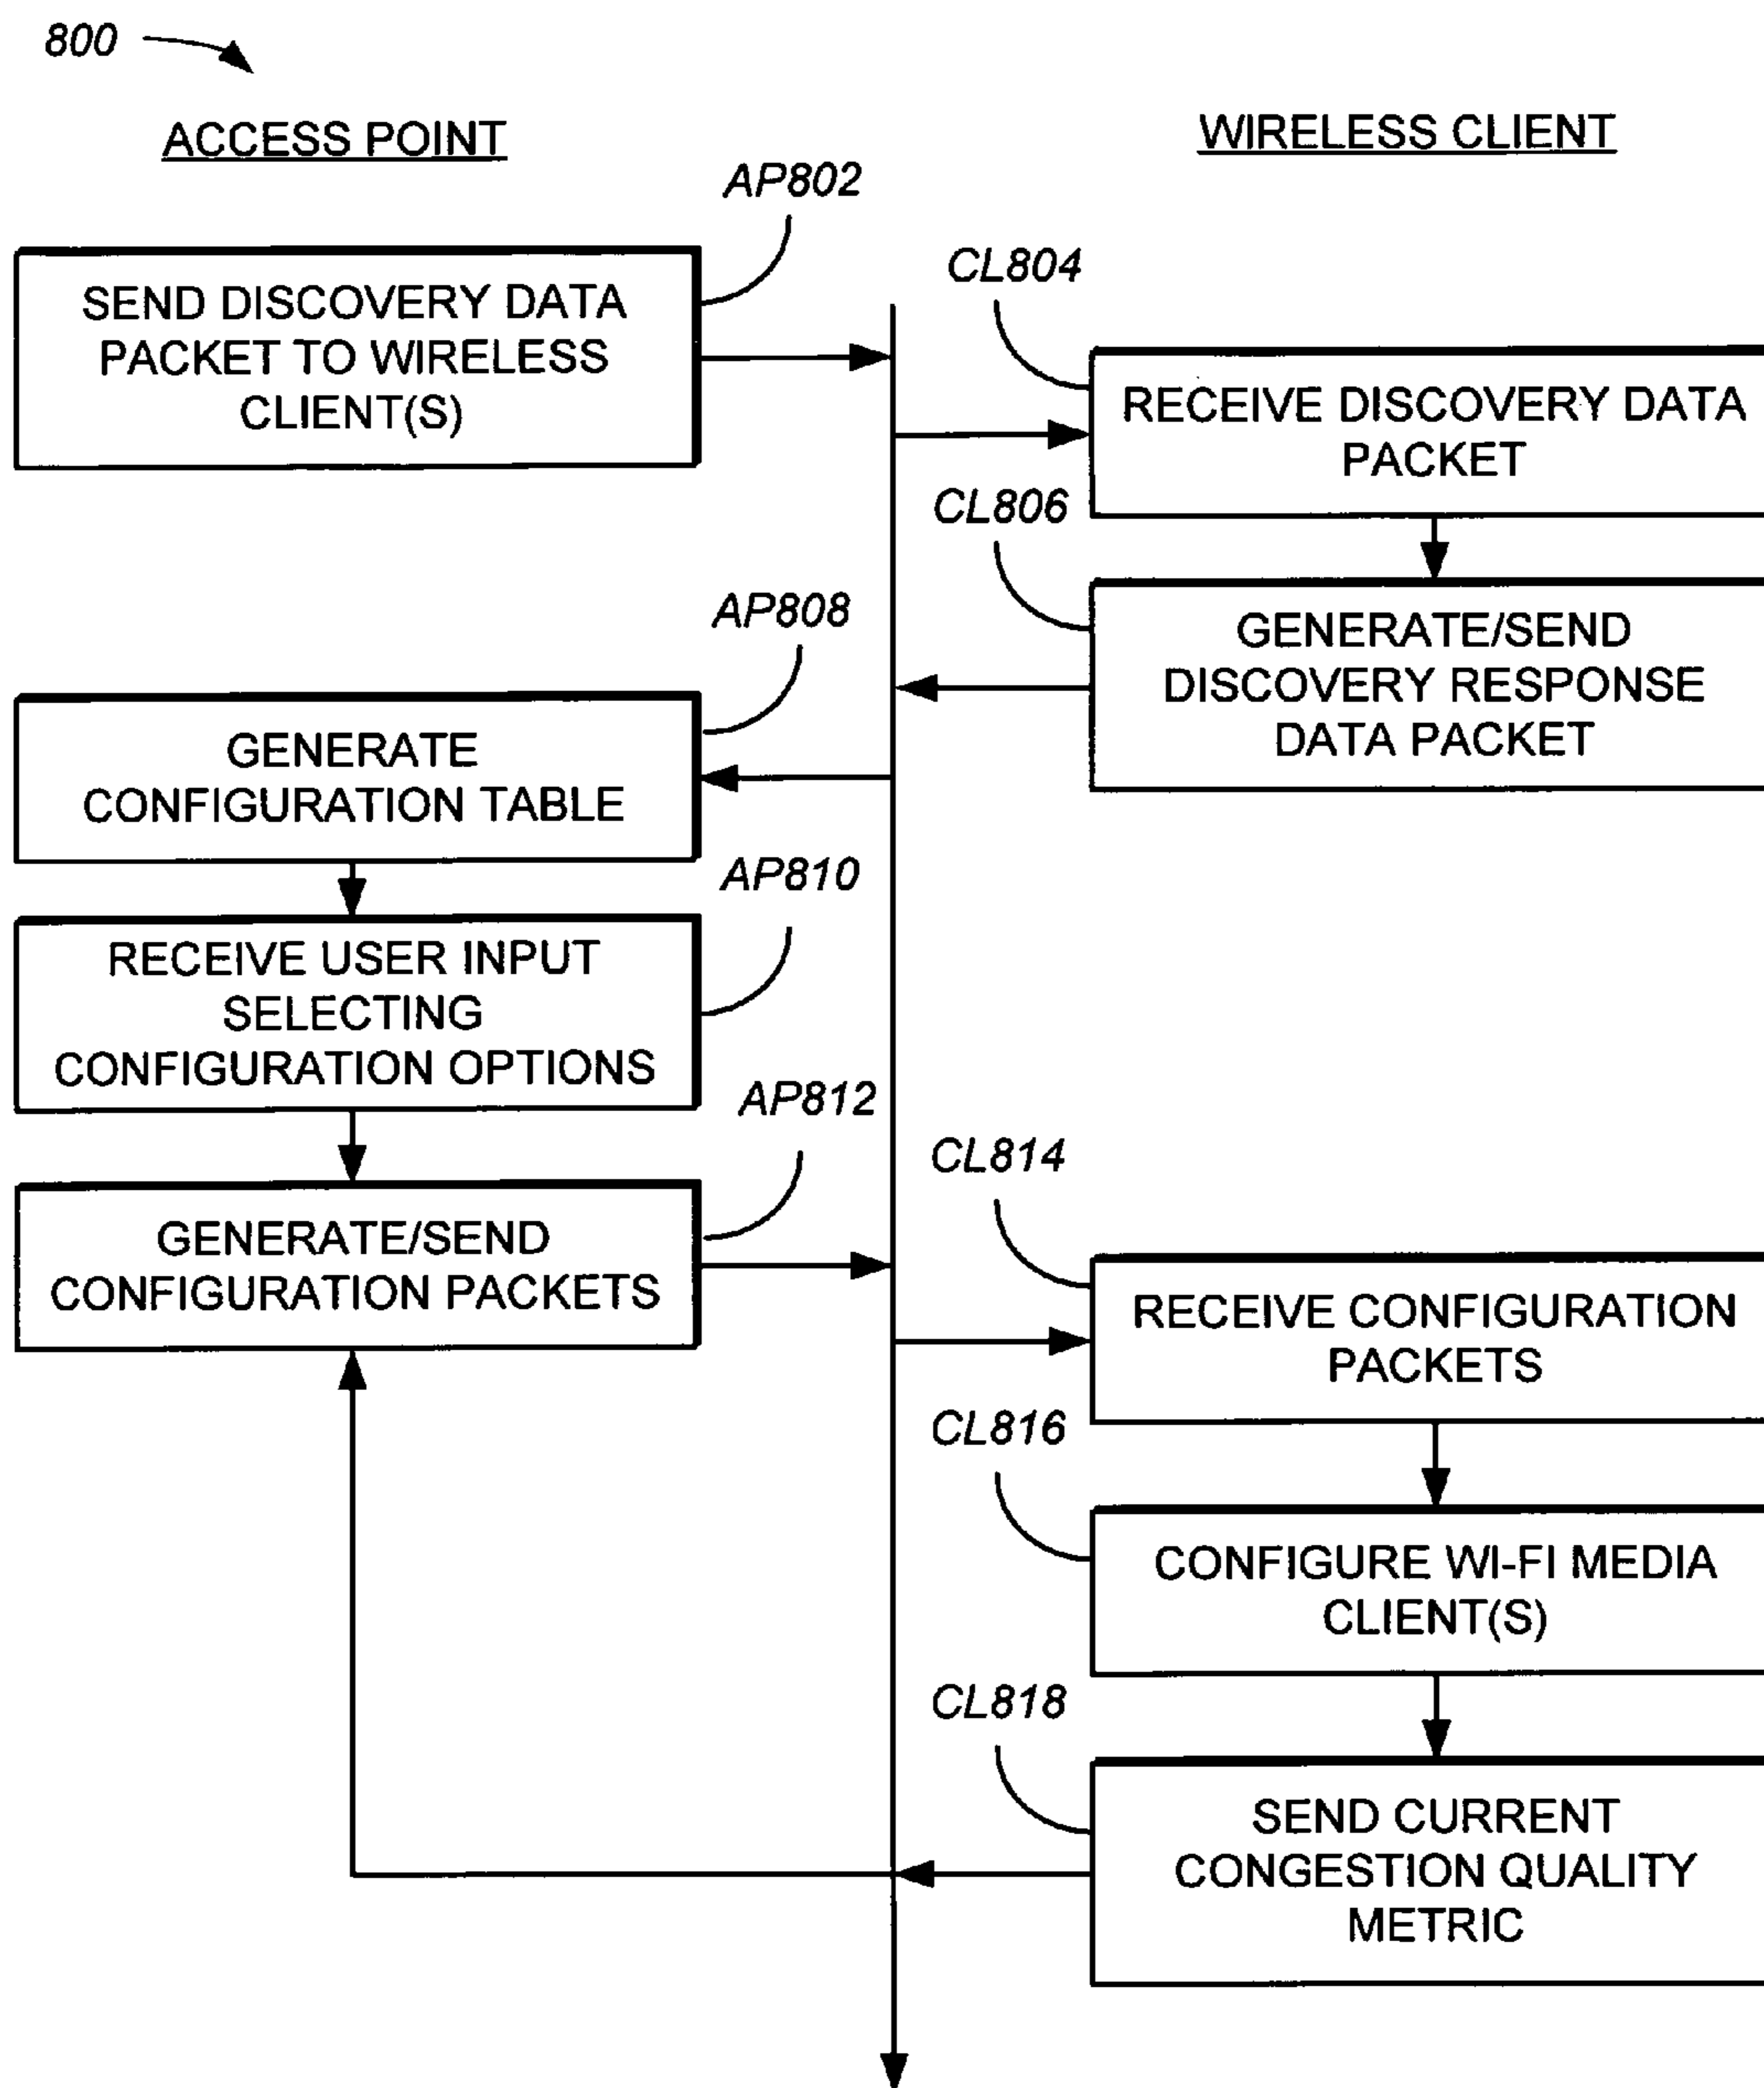 800
ACCESS POINT
WIRELESS CLIENT
AP802
SEND DISCOVERY DATA
PACKET TO WIRELESS
CLIENT(S)
CL804
RECEIVE DISCOVERY DATA
PACKET
CL806
GENERATE/SEND
DISCOVERY RESPONSE
DATA PACKET
AP808
GENERATE
CONFIGURATION TABLE
AP810
RECEIVE USER INPUT
SELECTING
CONFIGURATION OPTIONS
AP812
GENERATE/SEND
CONFIGURATION PACKETS
CL814
RECEIVE CONFIGURATION
PACKETS
CL816
CONFIGURE WI-FI MEDIA
CLIENT(S)
CL818
SEND CURRENT
CONGESTION QUALITY
METRIC